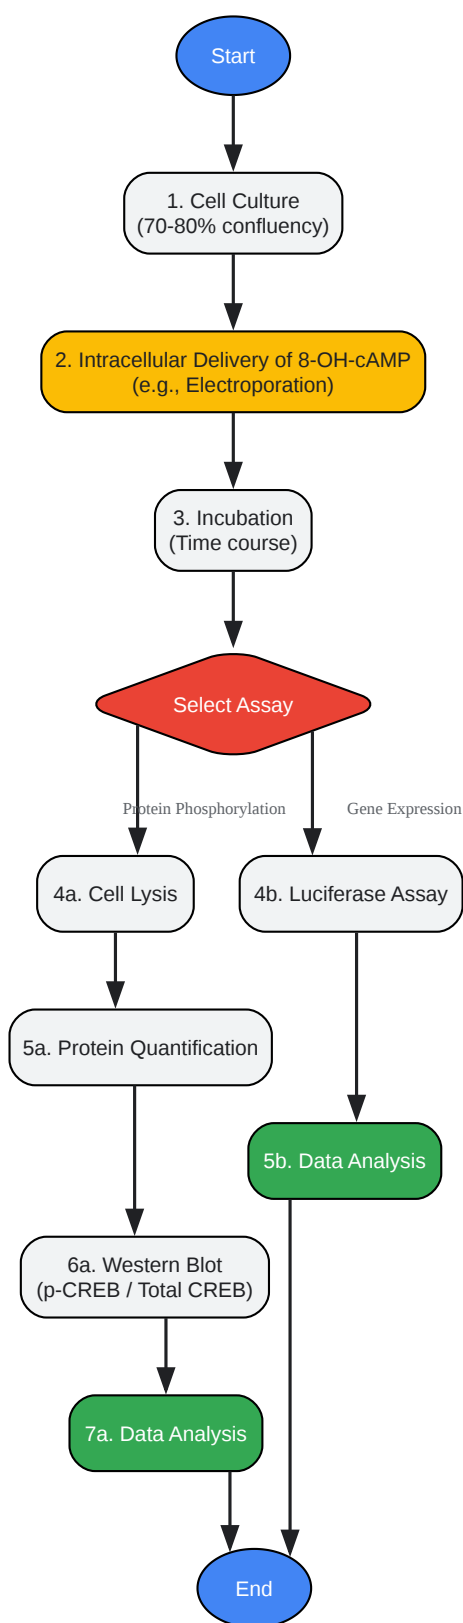 Start
1. Cell Culture
(70-80% confluency)
2. Intracellular Delivery of 8-OH-cAMP
(e.g., Electroporation)
3. Incubation
(Time course)
Select Assay
Protein Phosphorylation
Gene Expression
4a. Cell Lysis
4b. Luciferase Assay
5a. Protein Quantification
5b. Data Analysis
6a. Western Blot
(p-CREB / Total CREB)
7a. Data Analysis
End